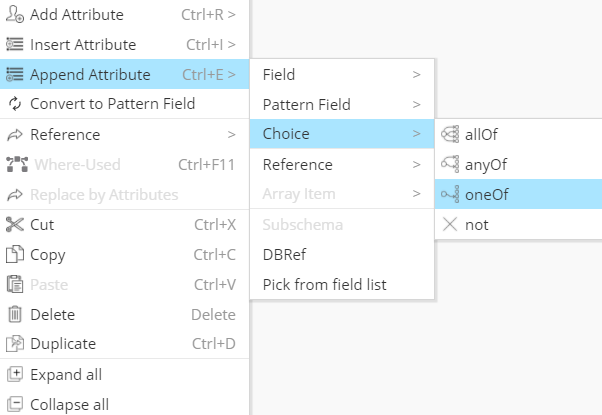 Add Attribute Ctrl+R >
Insert Attribute Ctrl+I >
Append Attribute Ctrl+E >
Convert to Pattern Field
Reference >
Where-Used Ctrl+F11
Replace by Attributes
Cut Ctrl+X
Copy Ctrl+C
Paste Ctrl+V
Delete Delete
Duplicate Ctrl+D
Expand all
Collapse all
Field >
Pattern Field >
Choice >
Reference >
Array Item >
Subschema
DBRef
Pick from field list
allOf
anyOf
oneOf
not